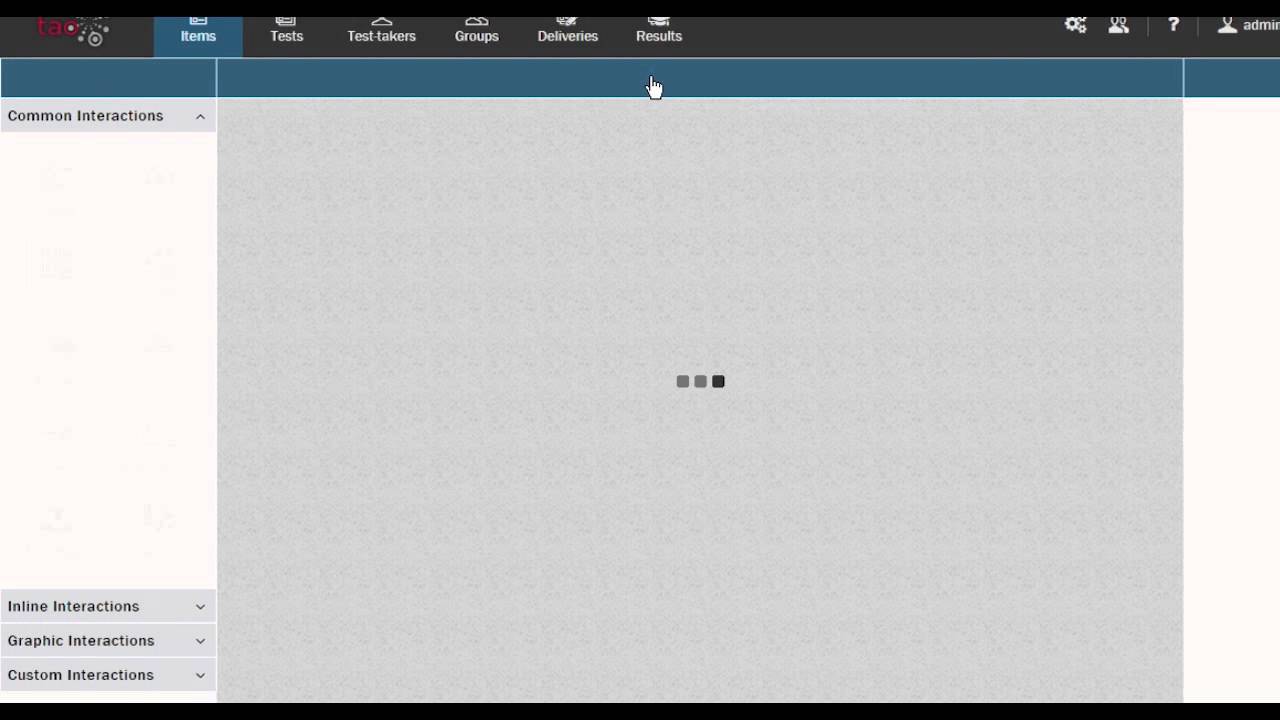 tao
Items
Tests
Test-takers
Groups
Deliveries
Results
?
admin
Common Interactions
Inline Interactions
Graphic Interactions
Custom Interactions